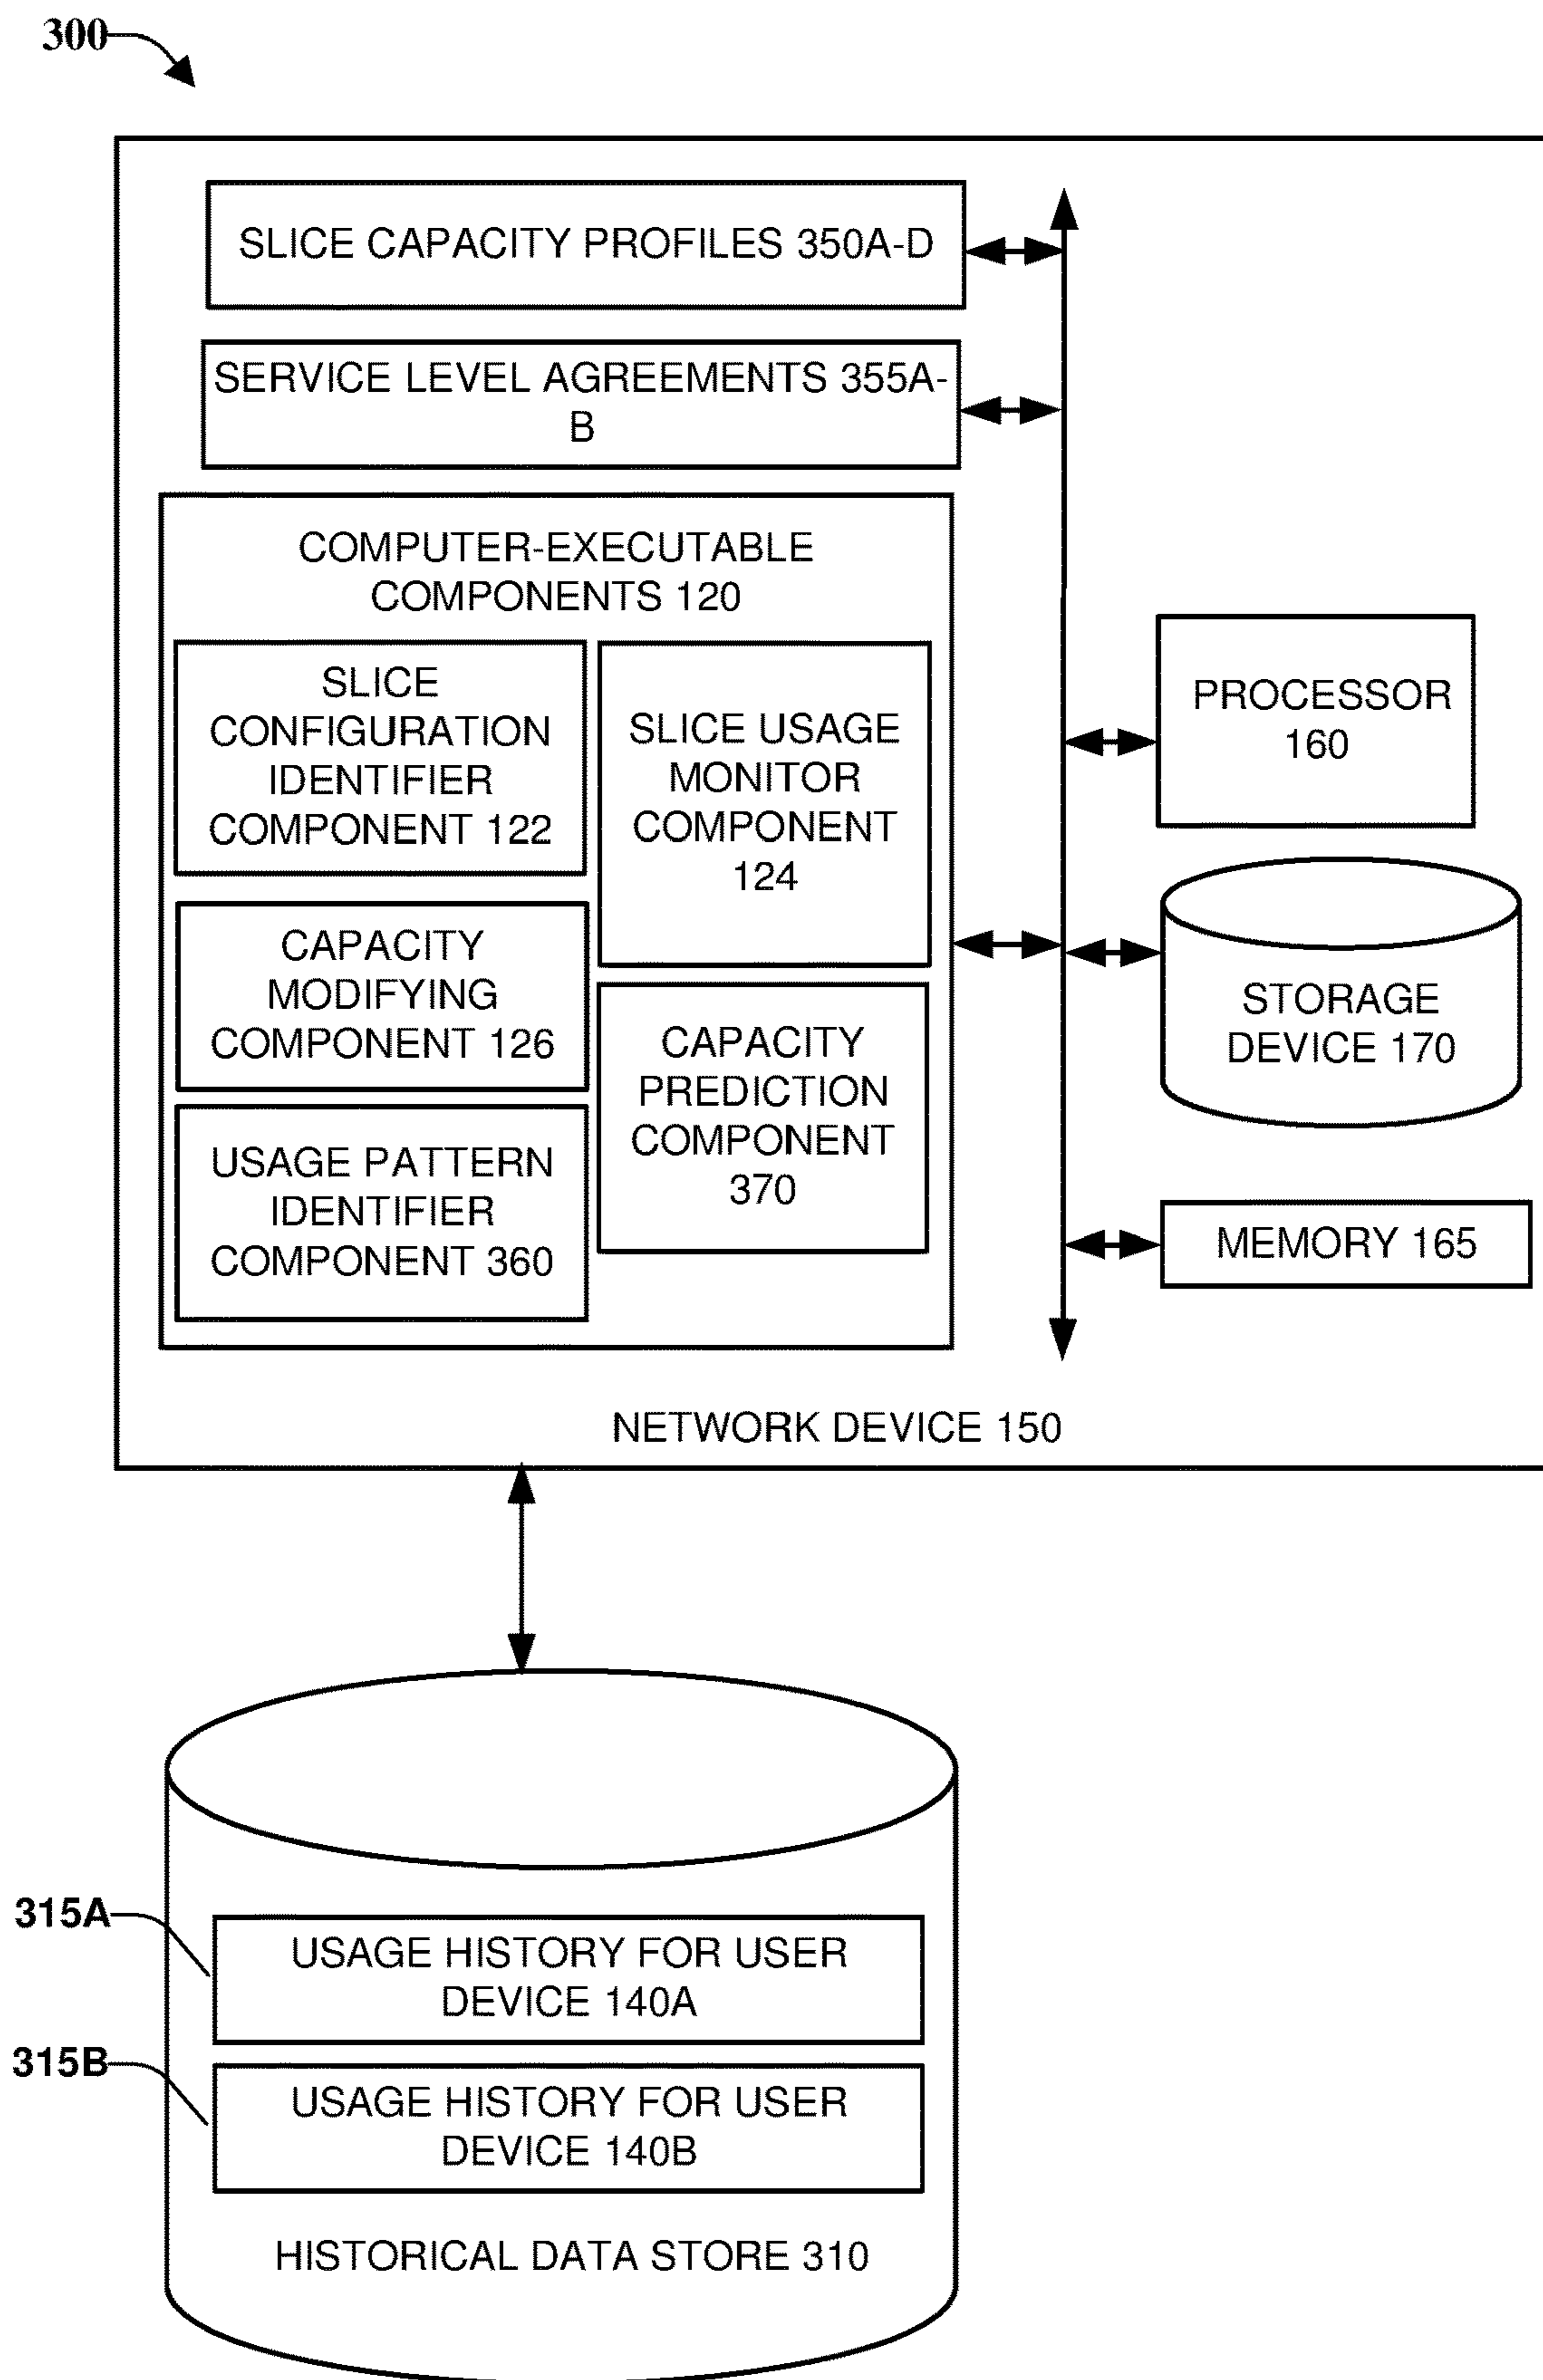 300
SLICE CAPACITY PROFILES 350A-D
SERVICE LEVEL AGREEMENTS 355A-
B
COMPUTER-EXECUTABLE
COMPONENTS 120
SLICE
CONFIGURATION
IDENTIFIER
COMPONENT 122
SLICE USAGE
MONITOR
COMPONENT
124
CAPACITY
MODIFYING
COMPONENT 126
CAPACITY
PREDICTION
COMPONENT
370
USAGE PATTERN
IDENTIFIER
COMPONENT 360
PROCESSOR
160
STORAGE
DEVICE 170
MEMORY 165
NETWORK DEVICE 150
315A
USAGE HISTORY FOR USER
DEVICE 140A
315B
USAGE HISTORY FOR USER
DEVICE 140B
HISTORICAL DATA STORE 310